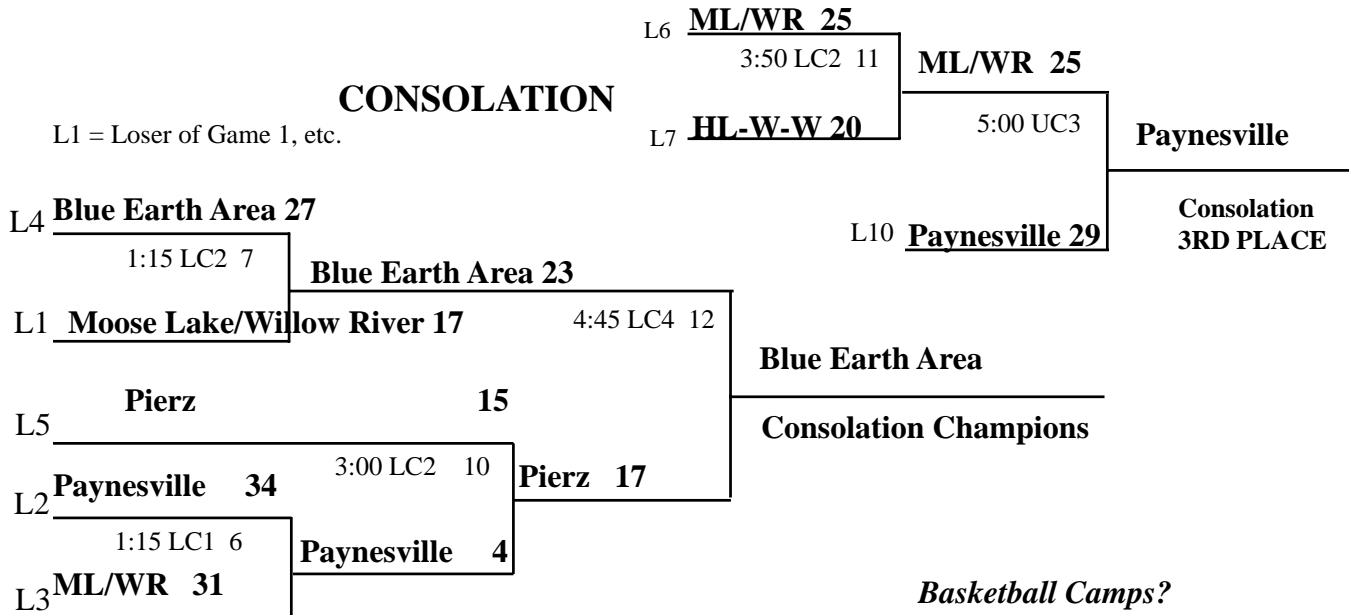 L6 ML/WR 25
3:50 LC2 11
ML/WR 25
CONSOLATION
L1 = Loser of Game 1, etc.
L7 HL-W-W 20
5:00 UC3
Paynesville
Consolation
3RD PLACE
L10 Paynesville 29
L4 Blue Earth Area 27
1:15 LC2 7
Blue Earth Area 23
L1 Moose Lake/Willow River 17
4:45 LC4 12
Blue Earth Area
Consolation Champions
Pierz 15
L5
3:00 LC2 10
Pierz 17
L2 Paynesville 34
1:15 LC1 6
Paynesville 4
L3 ML/WR 31
Basketball Camps?